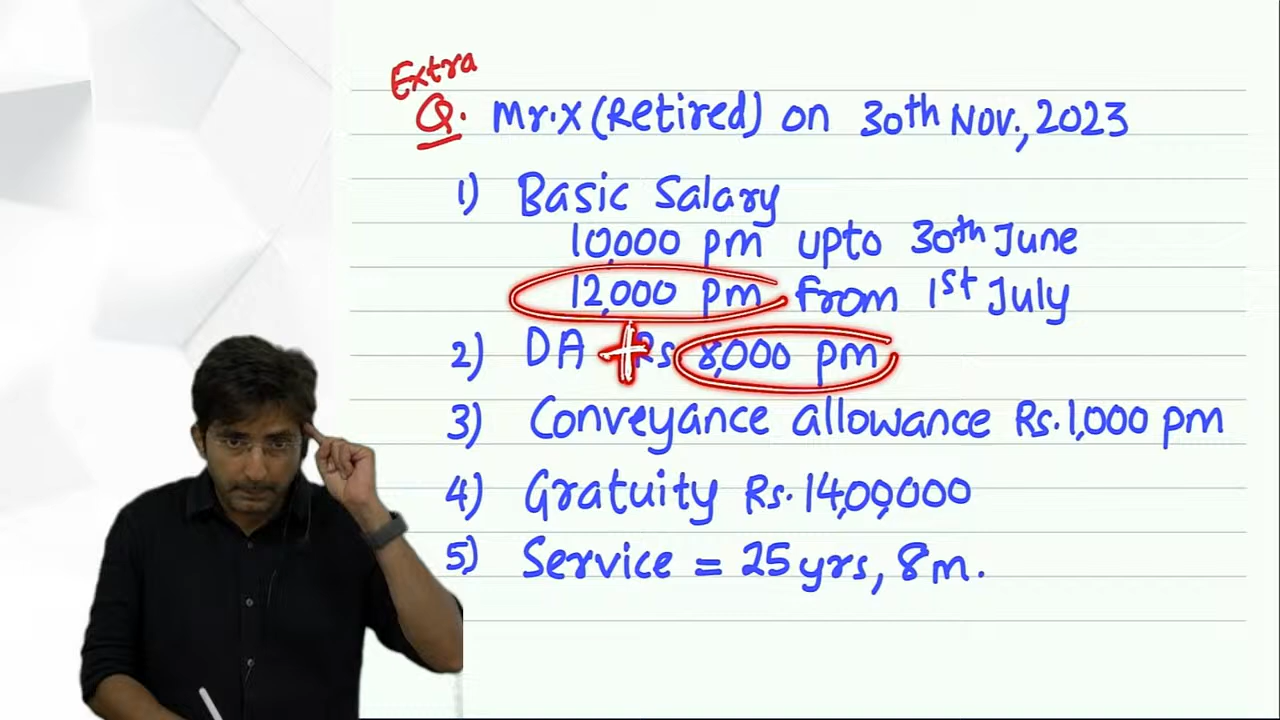 Extra
Q. Mr.X (Retired) on 30th Nov., 2023
1) Basic Salary
10,000 pm upto 30th June
12,000 pm from 1st July
2) DA + Rs 8,000 pm
3) Conveyance allowance Rs.1,000 pm
4) Gratuity Rs.14,00,000
5) Service = 25 yrs, 8 m.